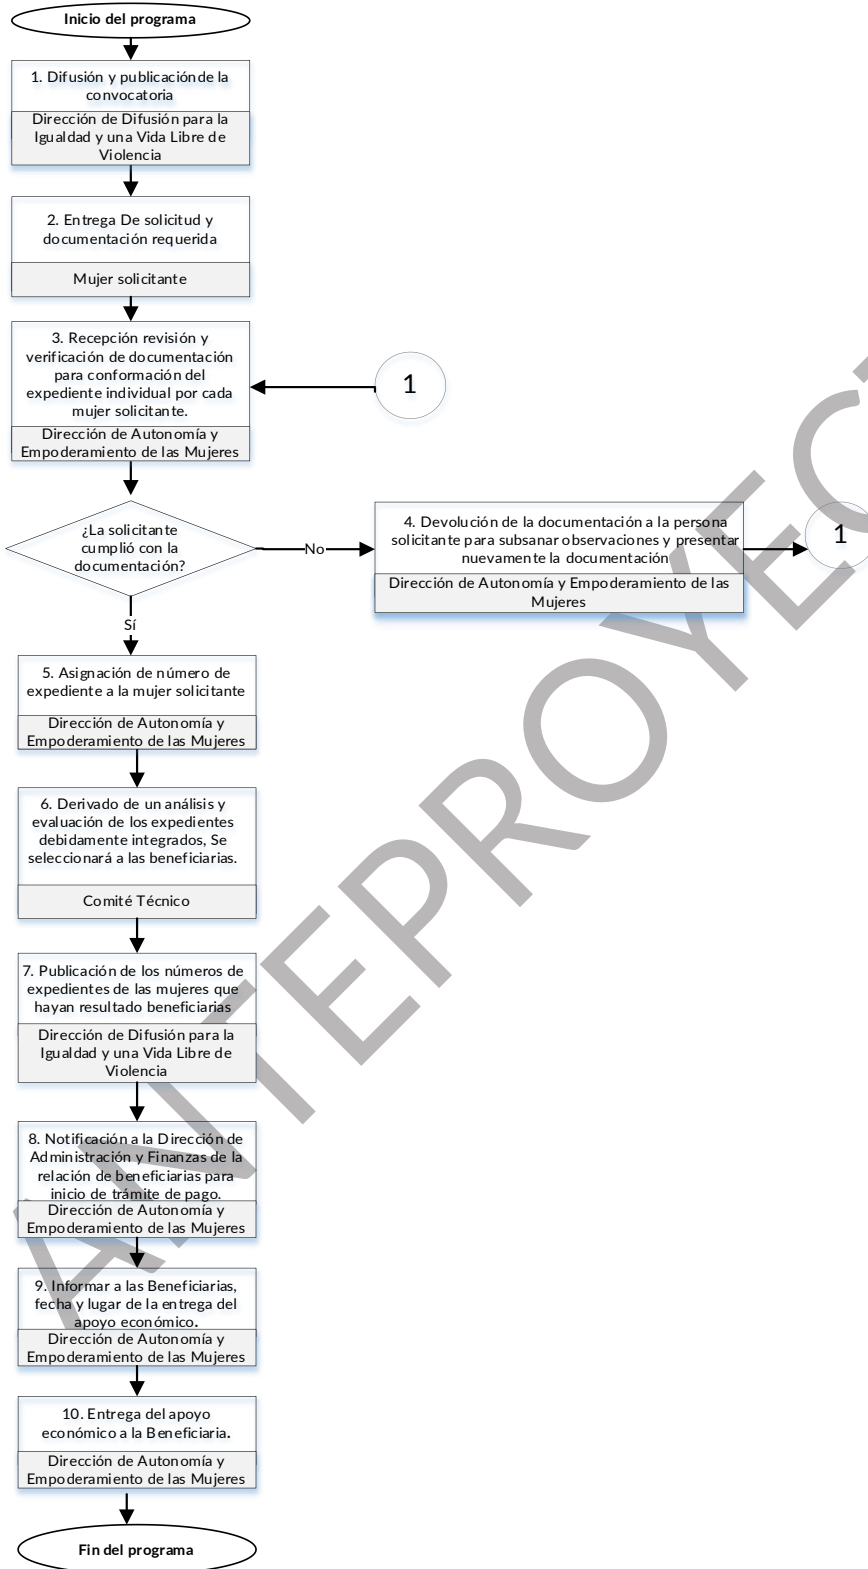 Inicio del programa
1. Difusión y publicación de la
convocatoria
Dirección de Difusión para la
Igualdad y una Vida Libre de
Violencia
2. Entrega De solicitud y
documentación requerida
Mujer solicitante
3. Recepción revisión y
verificación de documentación
para conformación del
expediente individual por cada
mujer solicitante.
Dirección de Autonomía y
Empoderamiento de las Mujeres
1
¿La solicitante
cumplió con la
documentación?
No
4. Devolución de la documentación a la persona
solicitante para subsanar observaciones y presentar
nuevamente la documentación
Dirección de Autonomía y Empoderamiento de las
Mujeres
1
Sí
5. Asignación de número de
expediente a la mujer solicitante
Dirección de Autonomía y
Empoderamiento de las Mujeres
6. Derivado de un análisis y
evaluación de los expedientes
debidamente integrados, Se
seleccionará a las beneficiarias.
Comité Técnico
7. Publicación de los números de
expedientes de las mujeres que
hayan resultado beneficiarias
Dirección de Difusión para la
Igualdad y una Vida Libre de
Violencia
8. Notificación a la Dirección de
Administración y Finanzas de la
relación de beneficiarias para
inicio de trámite de pago.
Dirección de Autonomía y
Empoderamiento de las Mujeres
9. Informar a las Beneficiarias,
fecha y lugar de la entrega del
apoyo económico.
Dirección de Autonomía y
Empoderamiento de las Mujeres
10. Entrega del apoyo
económico a la Beneficiaria.
Dirección de Autonomía y
Empoderamiento de las Mujeres
Fin del programa
ANTEPROYECT